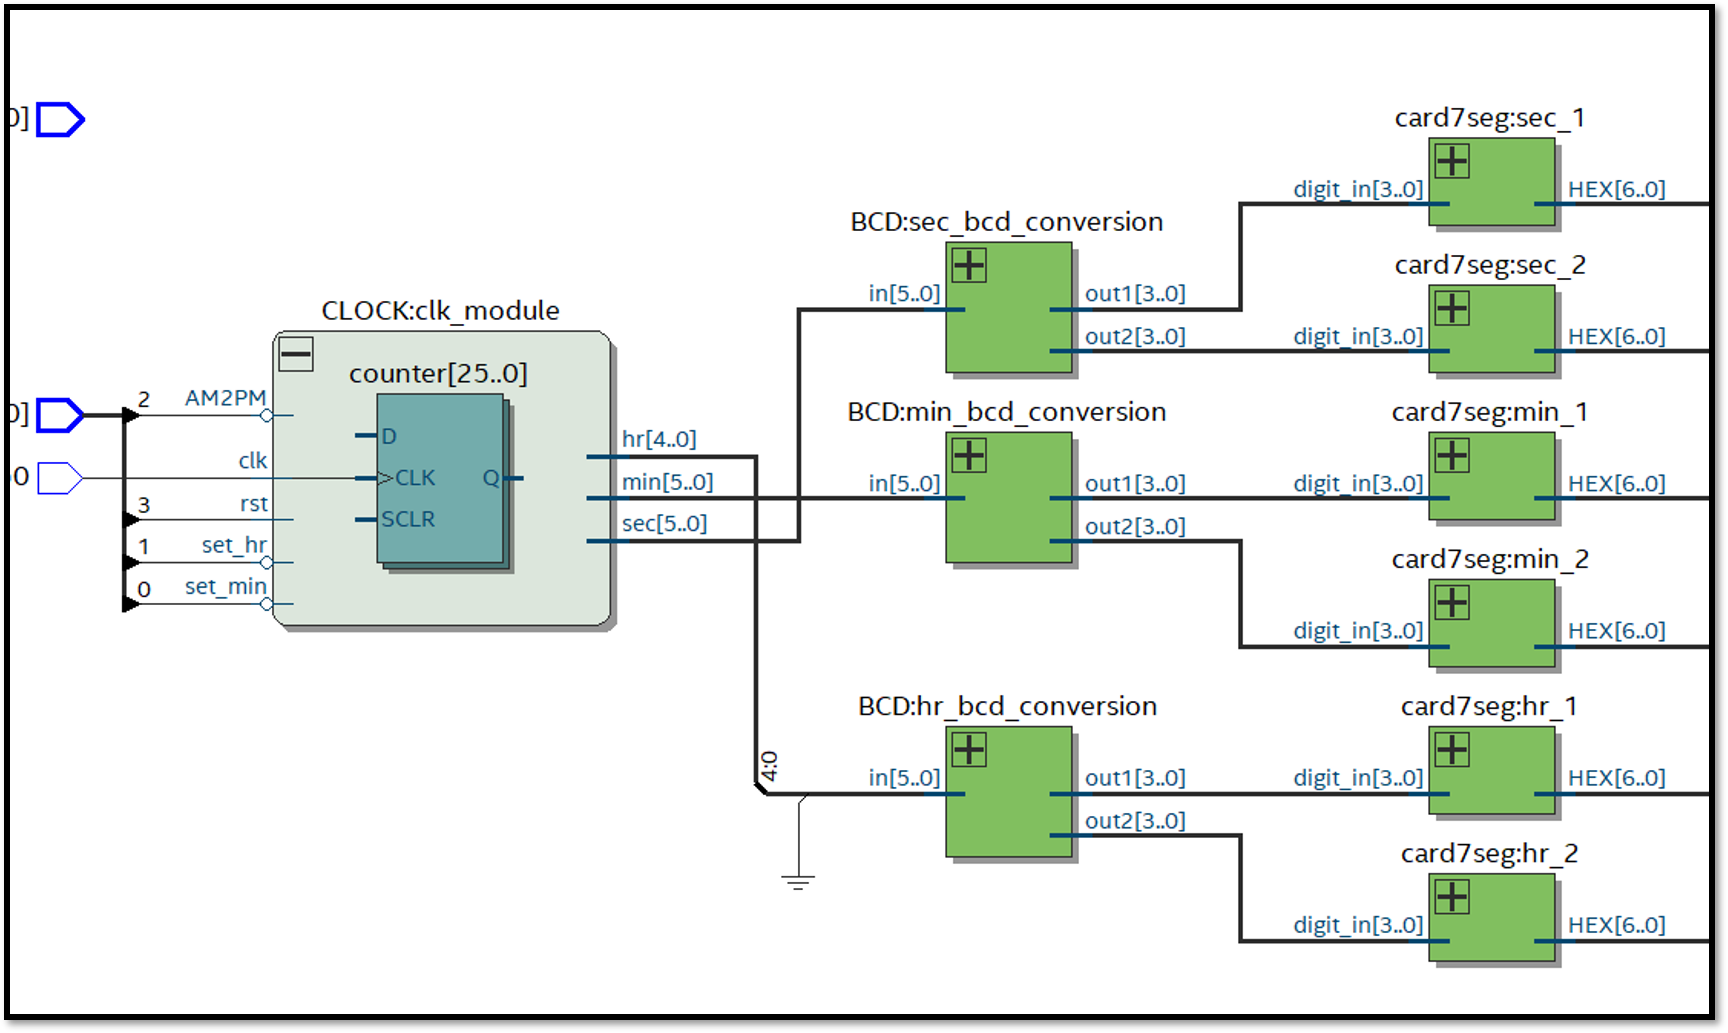 0]
CLOCK:clk_module
counter[25..0]
0]
2
AM2PM
D
clk
CLK
Q
3
rst
SCLR
1
set_hr
0
set_min
hr[4..0]
min[5..0]
sec[5..0]
4:0
BCD:sec_bcd_conversion
in[5..0]
out1[3..0]
out2[3..0]
BCD:min_bcd_conversion
in[5..0]
out1[3..0]
out2[3..0]
BCD:hr_bcd_conversion
in[5..0]
out1[3..0]
out2[3..0]
card7seg:sec_1
digit_in[3..0]
HEX[6..0]
card7seg:sec_2
digit_in[3..0]
HEX[6..0]
card7seg:min_1
digit_in[3..0]
HEX[6..0]
card7seg:min_2
digit_in[3..0]
HEX[6..0]
card7seg:hr_1
digit_in[3..0]
HEX[6..0]
card7seg:hr_2
digit_in[3..0]
HEX[6..0]